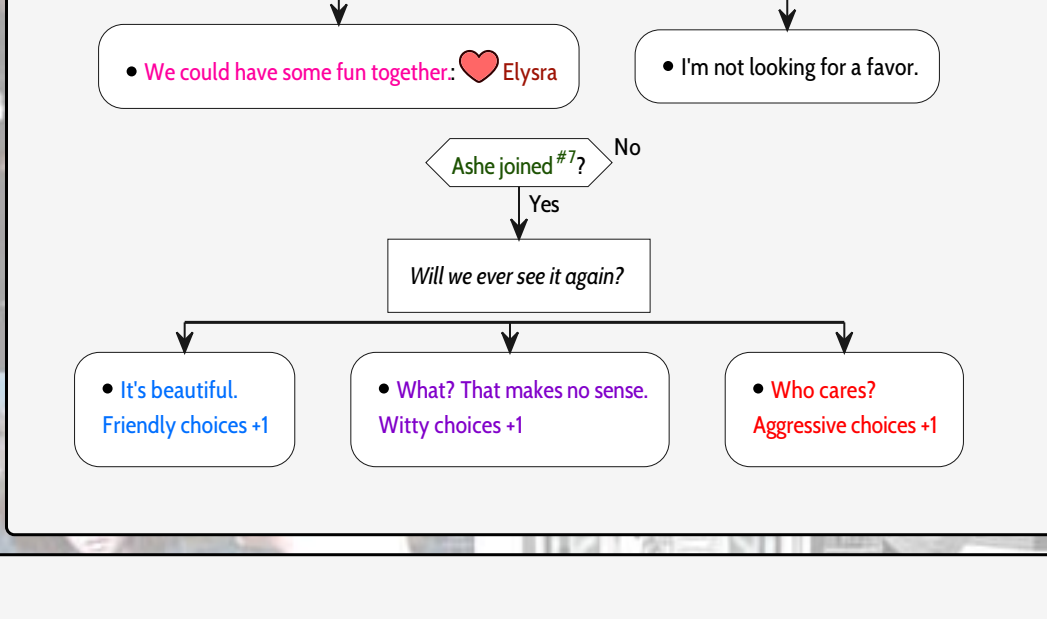 • We could have some fun together.: Elysra
• I'm not looking for a favor.
Ashe joined #7?
No
Yes
Will we ever see it again?
• It's beautiful.
Friendly choices +1
• What? That makes no sense.
Witty choices +1
• Who cares?
Aggressive choices +1